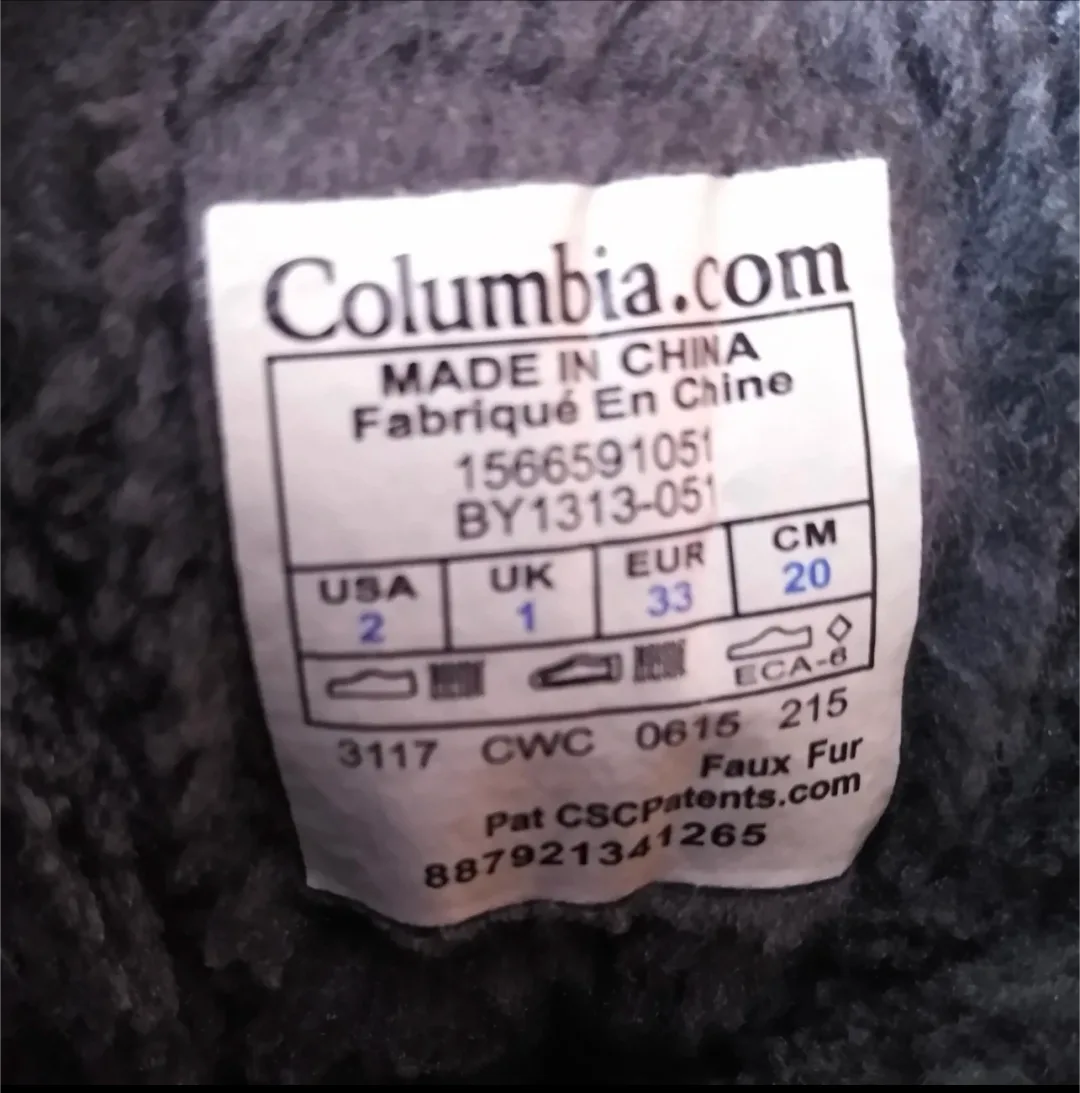 Columbia.com
MADE IN CHINA
Fabriqué En Chine
1566591051
BY1313-051
USA UK EUR CM
2 1 33 20
ECA-6
3117 CWC 0615 215
Faux Fur
Pat CSCPatents.com
887921341265